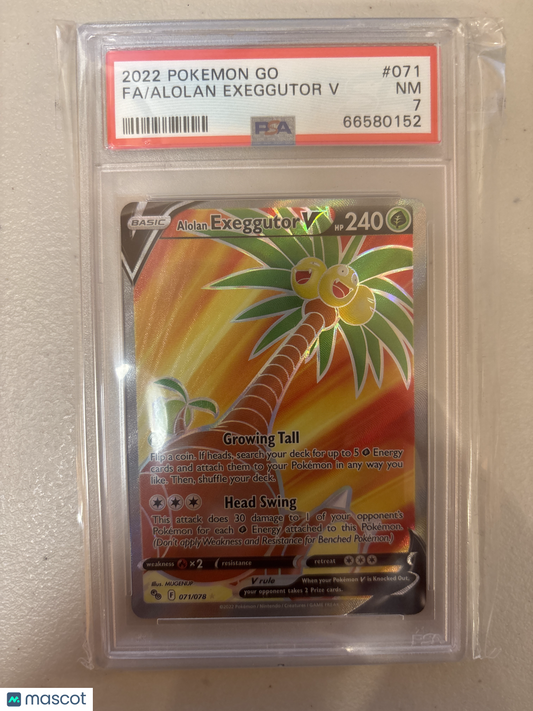 2022 POKEMON GO #071
FA/ALOLAN EXEGGUTOR V NM
7
PSA 66580152
BASIC
Alolan Exeggutor V HP 240
Growing Tall
Flip a coin. If heads, search your deck for up to 5 Energy
cards and attach them to your Pokémon in any way you
like. Then, shuffle your deck.
Head Swing
This attack does 30 damage to 1 of your opponent's
Pokémon for each Energy attached to this Pokémon.
(Don't apply Weakness and Resistance for Benched Pokémon.)
weakness ×2 resistance retreat
Illus. MUGENUP
V rule When your Pokémon V is Knocked Out,
your opponent takes 2 Prize cards.
F 071/078
mascot